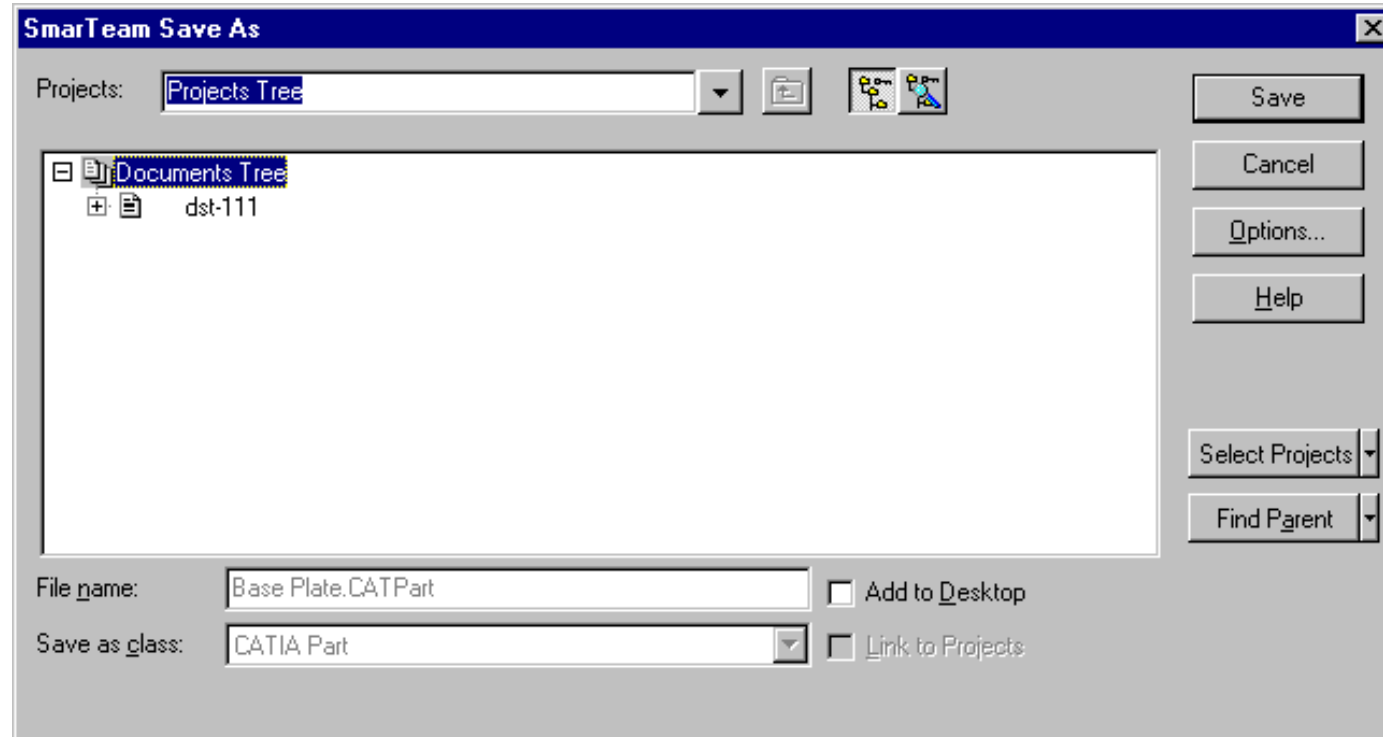 SmarTeam Save As
Projects: Projects Tree
Save
Documents Tree
Cancel
dst-111
Options...
Help
Select Projects
Find Parent
File name: Base Plate.CATPart
Add to Desktop
Save as class: CATIA Part
Link to Projects